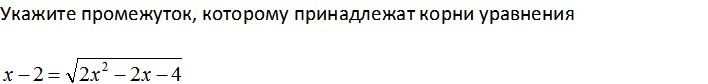 Укажите промежуток, которому принадлежат корни уравнения
x − 2 = √(2x² − 2x − 4)